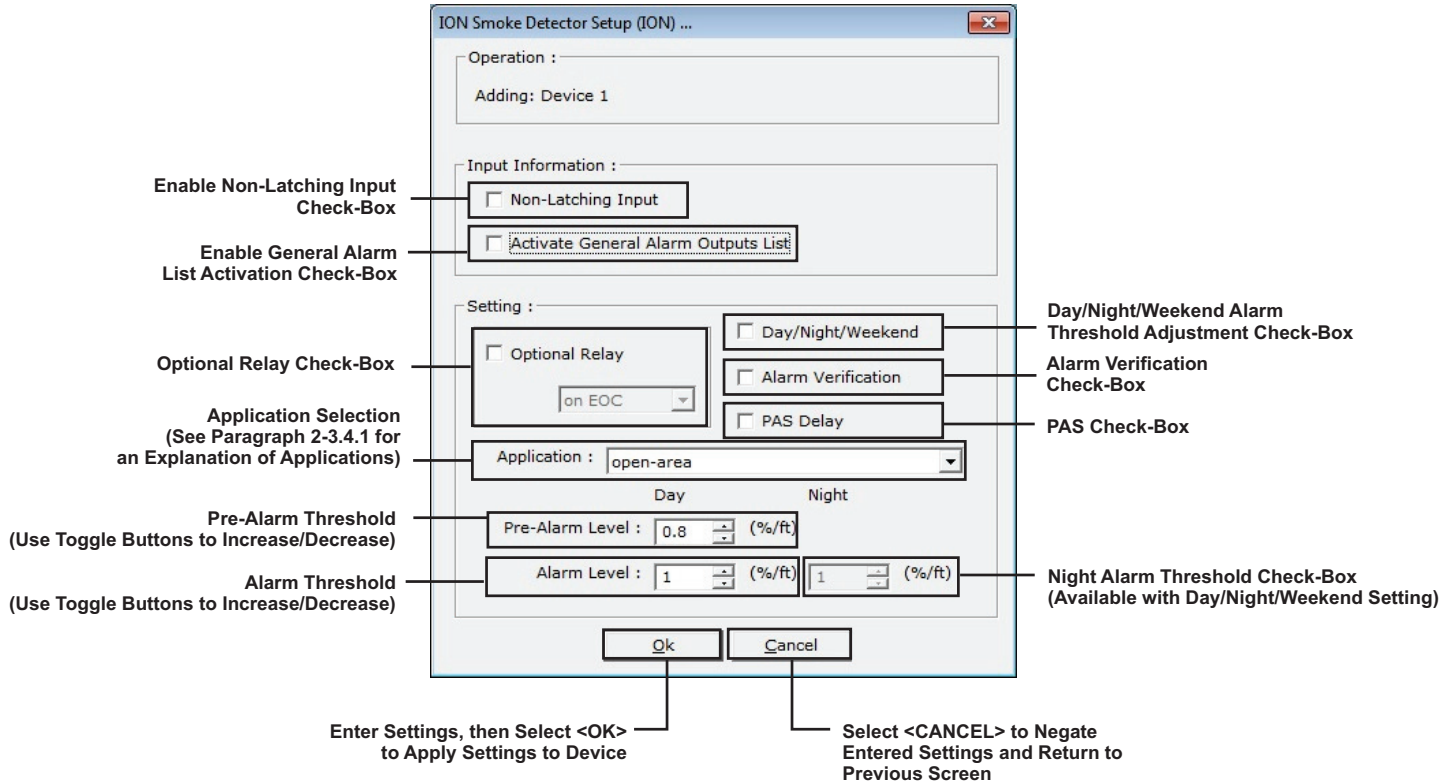 ION Smoke Detector Setup (ION) ...
Operation :
Adding: Device 1
Input Information :
Enable Non-Latching Input
Check-Box
Non-Latching Input
Enable General Alarm
List Activation Check-Box
Activate General Alarm Outputs List
Setting :
Optional Relay Check-Box
Optional Relay
on EOC
Day/Night/Weekend
Day/Night/Weekend Alarm
Threshold Adjustment Check-Box
Alarm Verification
Alarm Verification
Check-Box
PAS Delay
PAS Check-Box
Application Selection
(See Paragraph 2-3.4.1 for
an Explanation of Applications)
Application : open-area
Day Night
Pre-Alarm Threshold
(Use Toggle Buttons to Increase/Decrease)
Pre-Alarm Level : 0.8 (%/ft)
Alarm Threshold
(Use Toggle Buttons to Increase/Decrease)
Alarm Level : 1 (%/ft) 1 (%/ft)
Night Alarm Threshold Check-Box
(Available with Day/Night/Weekend Setting)
Ok Cancel
Enter Settings, then Select <OK>
to Apply Settings to Device
Select <CANCEL> to Negate
Entered Settings and Return to
Previous Screen